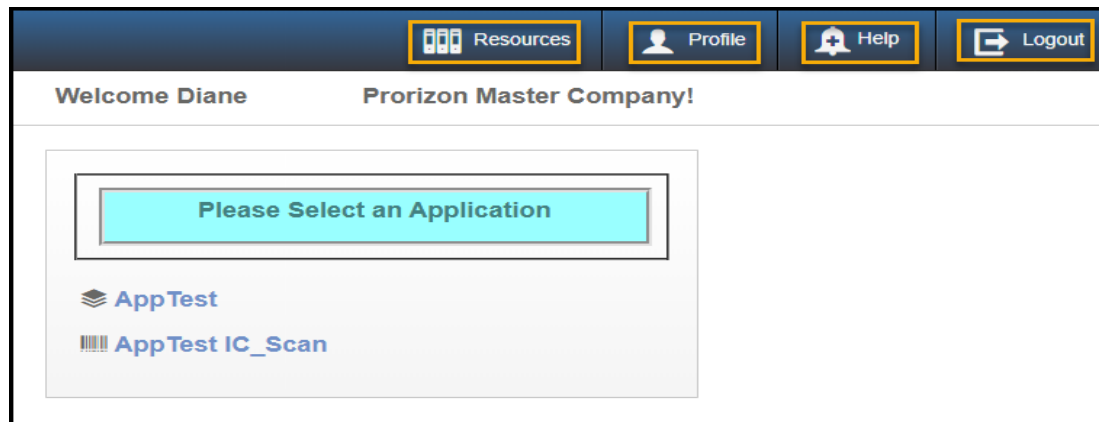 Resources Profile Help Logout
Welcome Diane Prorizon Master Company!
Please Select an Application
AppTest
AppTest IC_Scan